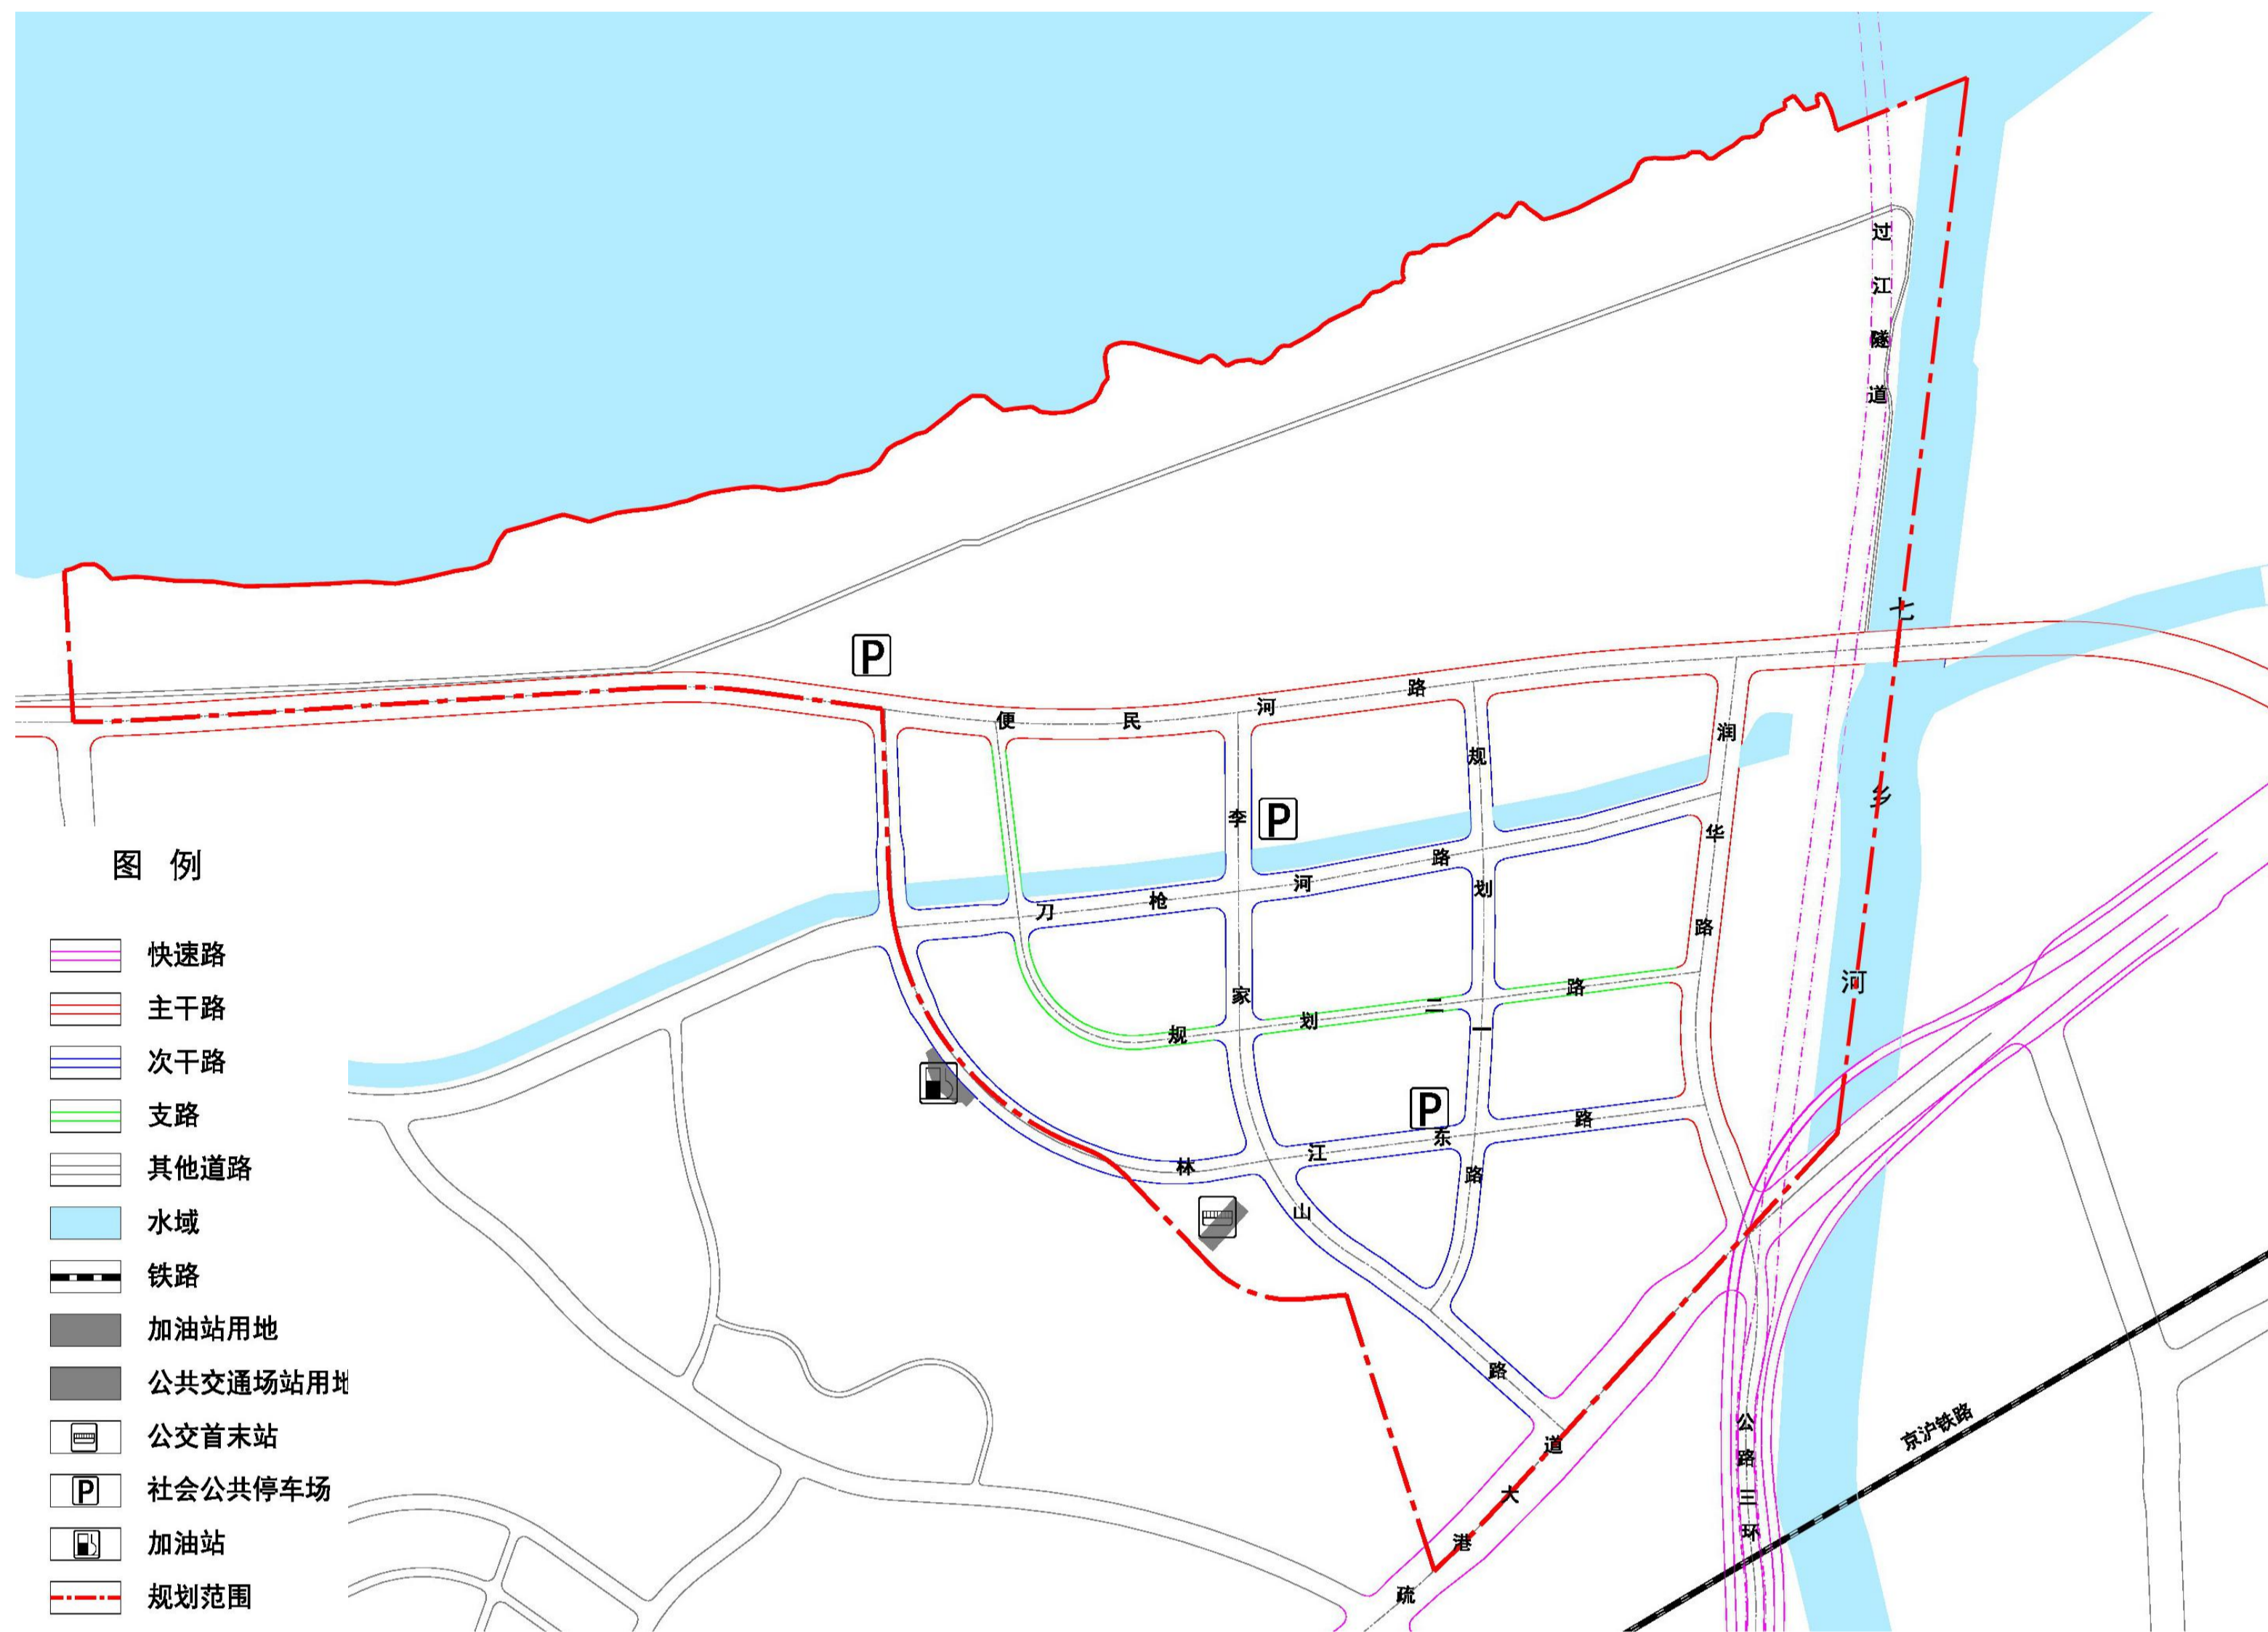 过江隧道
七乡河
便民河路
规划一路
润华路
李家山路
刀枪河路
规划二路
林江东路
疏港大道
公路三环
京沪铁路
P
P
P
图 例
快速路
主干路
次干路
支路
其他道路
水域
铁路
加油站用地
公共交通场站用地
公交首末站
P 社会公共停车场
加油站
规划范围